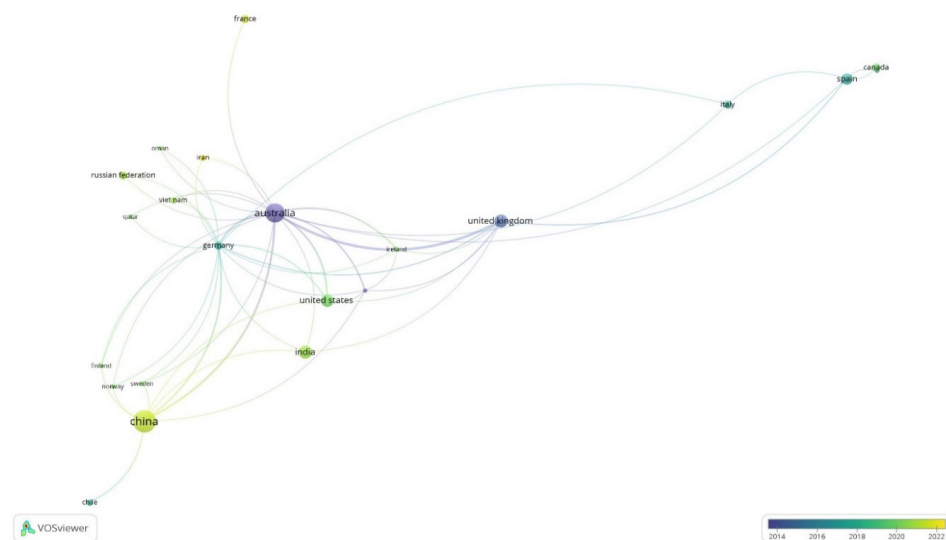 france
canada
spain
italy
oman
iran
russian federation
viet nam
qatar
australia
united kingdom
germany
ireland
united states
india
finland
norway
sweden
china
chile
VOSviewer
2014 2016 2018 2020 2022